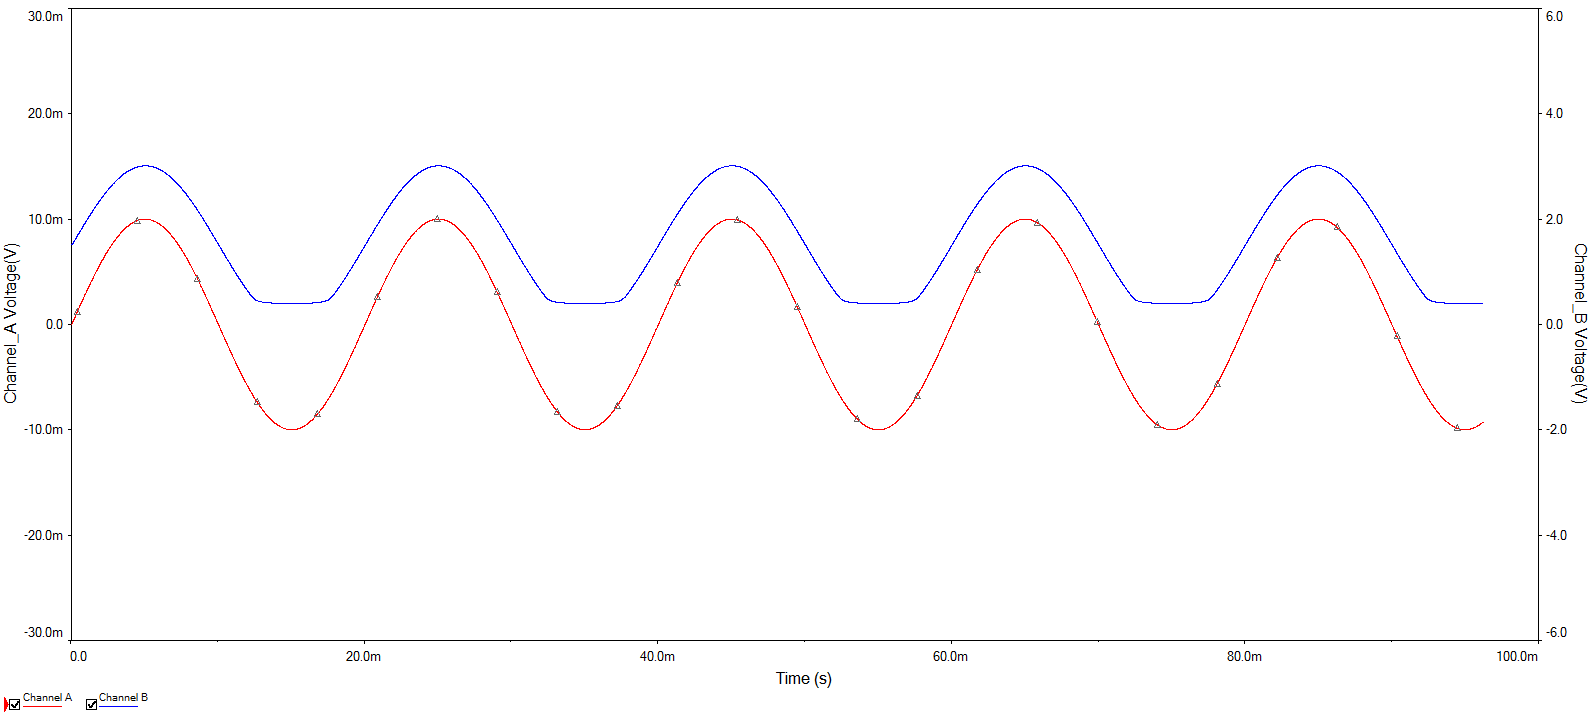 30.0m
20.0m
10.0m
0.0
-10.0m
-20.0m
-30.0m
Channel_A Voltage(V)
6.0
4.0
2.0
0.0
-2.0
-4.0
-6.0
Channel_B Voltage(V)
0.0 20.0m 40.0m 60.0m 80.0m 100.0m
Time (s)
Channel A Channel B